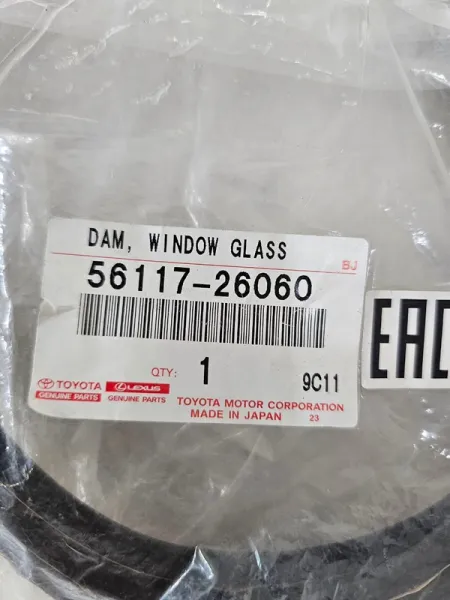 DAM, WINDOW GLASS
BJ
56117-26060
QTY: 1
9C11
TOYOTA
GENUINE PARTS
LEXUS
GENUINE PARTS
TOYOTA MOTOR CORPORATION
MADE IN JAPAN 23
EAC